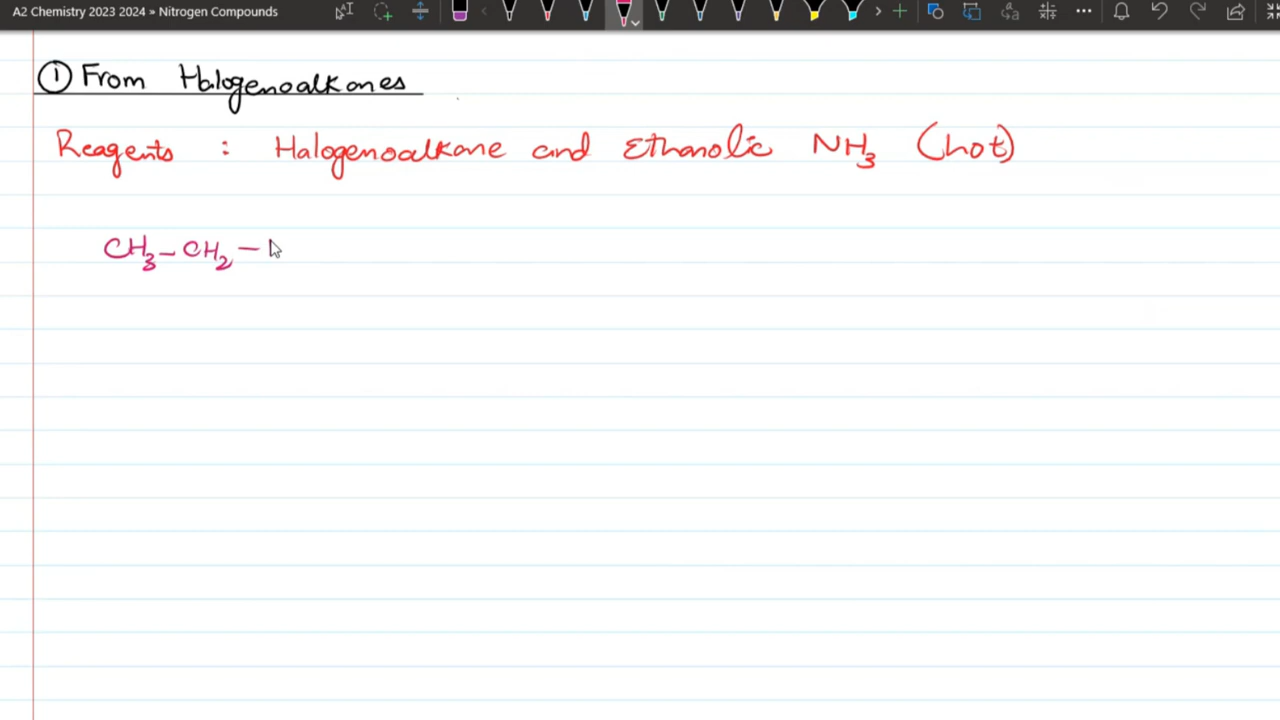 A2 Chemistry 2023 2024 » Nitrogen Compounds
① From Halogenoalkanes
Reagents : Halogenoalkane and Ethanolic NH₃ (hot)
CH₃-CH₂-